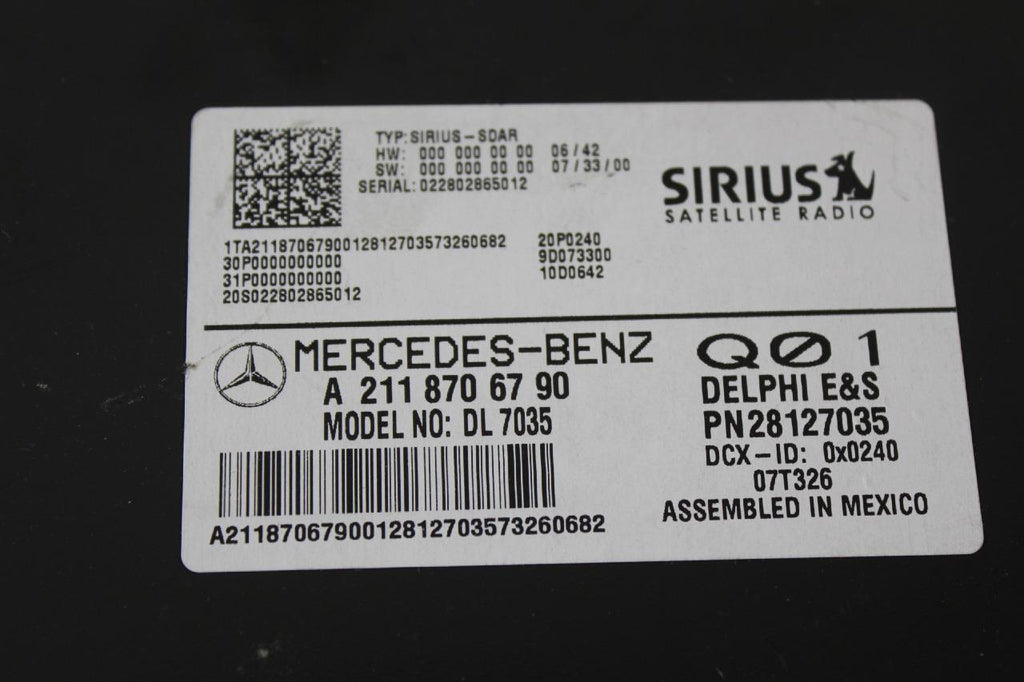 TYP: SIRIUS-SDAR
HW: 000 000 00 00 06/42
SW: 000 000 00 00 07/33/00
SERIAL: 022802865012
SIRIUS
SATELLITE RADIO
1TA2118706790012812703573260682 20P0240
30P0000000000 9D073300
31P0000000000 10D0642
20S022802865012
MERCEDES-BENZ
A 211 870 67 90
MODEL NO: DL 7035
A2118706790012812703573260682
Q01
DELPHI E&S
PN28127035
DCX-ID: 0x0240
07T326
ASSEMBLED IN MEXICO